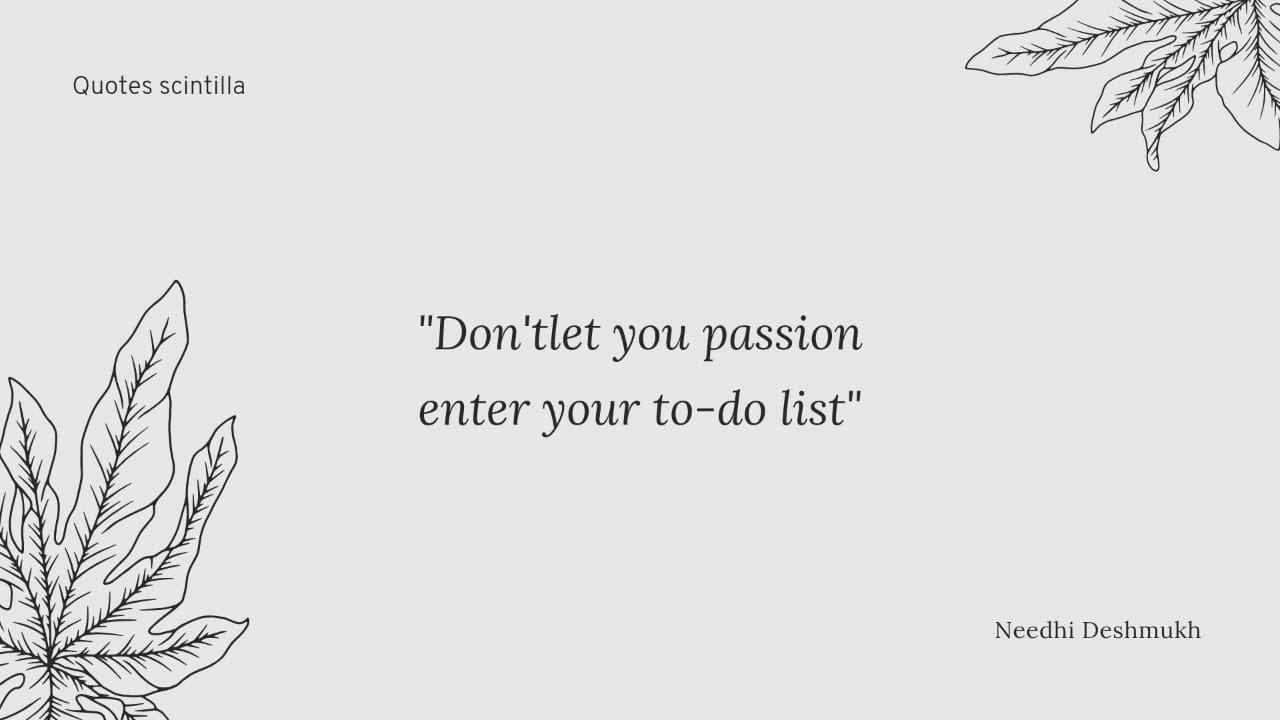 Quotes scintilla
"Don'tlet you passion
enter your to-do list"
Needhi Deshmukh